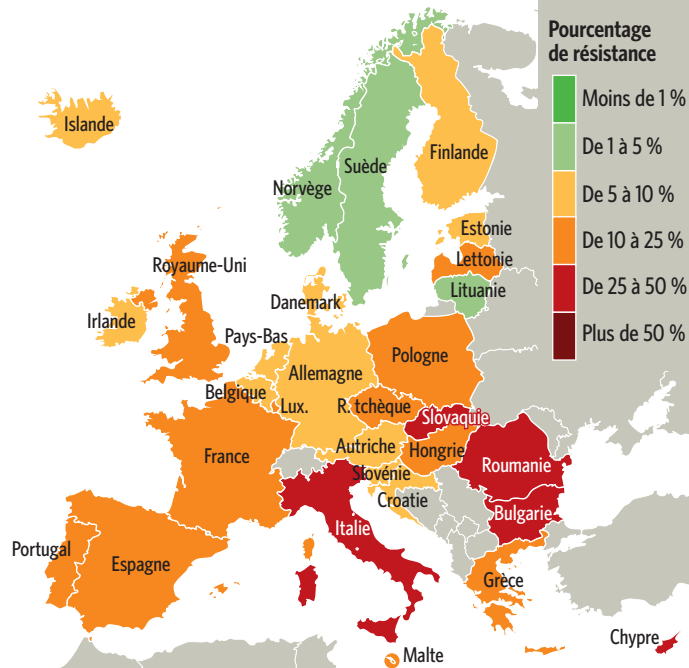 Pourcentage
de résistance
Moins de 1 %
De 1 à 5 %
De 5 à 10 %
De 10 à 25 %
De 25 à 50 %
Plus de 50 %
Islande
Finlande
Suède
Norvège
Estonie
Lettonie
Lituanie
Royaume-Uni
Danemark
Irlande
Pays-Bas
Pologne
Allemagne
Belgique
Lux.
R. tchèque
Slovaquie
Autriche
Hongrie
France
Roumanie
Slovénie
Croatie
Bulgarie
Italie
Portugal
Espagne
Grèce
Chypre
Malte